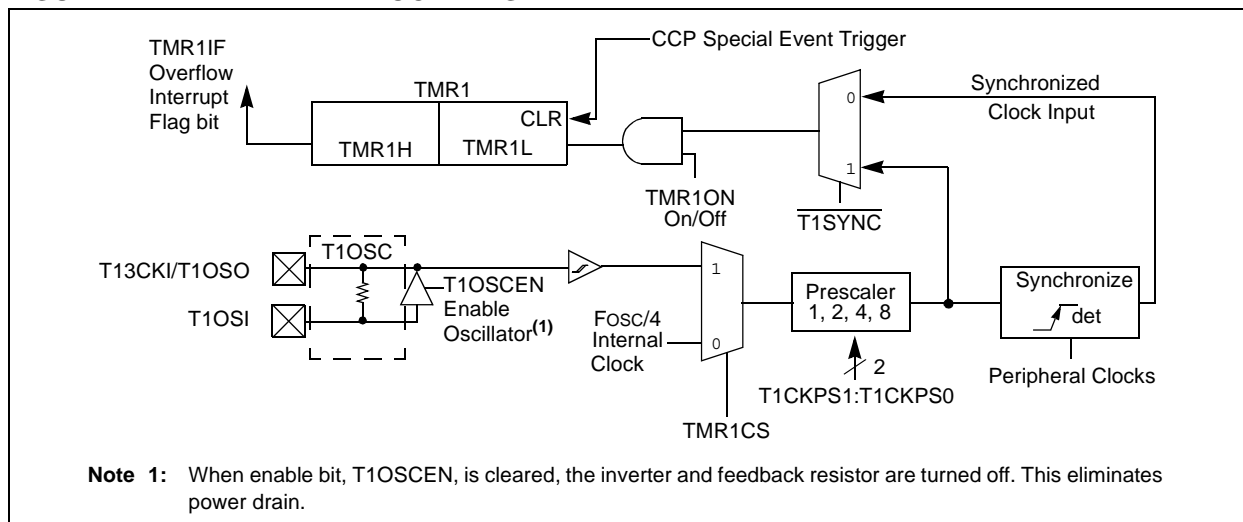 TMR1IF
Overflow
Interrupt
Flag bit
CCP Special Event Trigger
TMR1
CLR
TMR1H
TMR1L
TMR1ON
On/Off
0
1
T1SYNC
Synchronized
Clock Input
T13CKI/T1OSO
T1OSI
T1OSC
T1OSCEN
Enable
Oscillator(1)
FOSC/4
Internal
Clock
1
0
TMR1CS
Prescaler
1, 2, 4, 8
2
T1CKPS1:T1CKPS0
Synchronize
det
Peripheral Clocks
Note 1: When enable bit, T1OSCEN, is cleared, the inverter and feedback resistor are turned off. This eliminates
power drain.